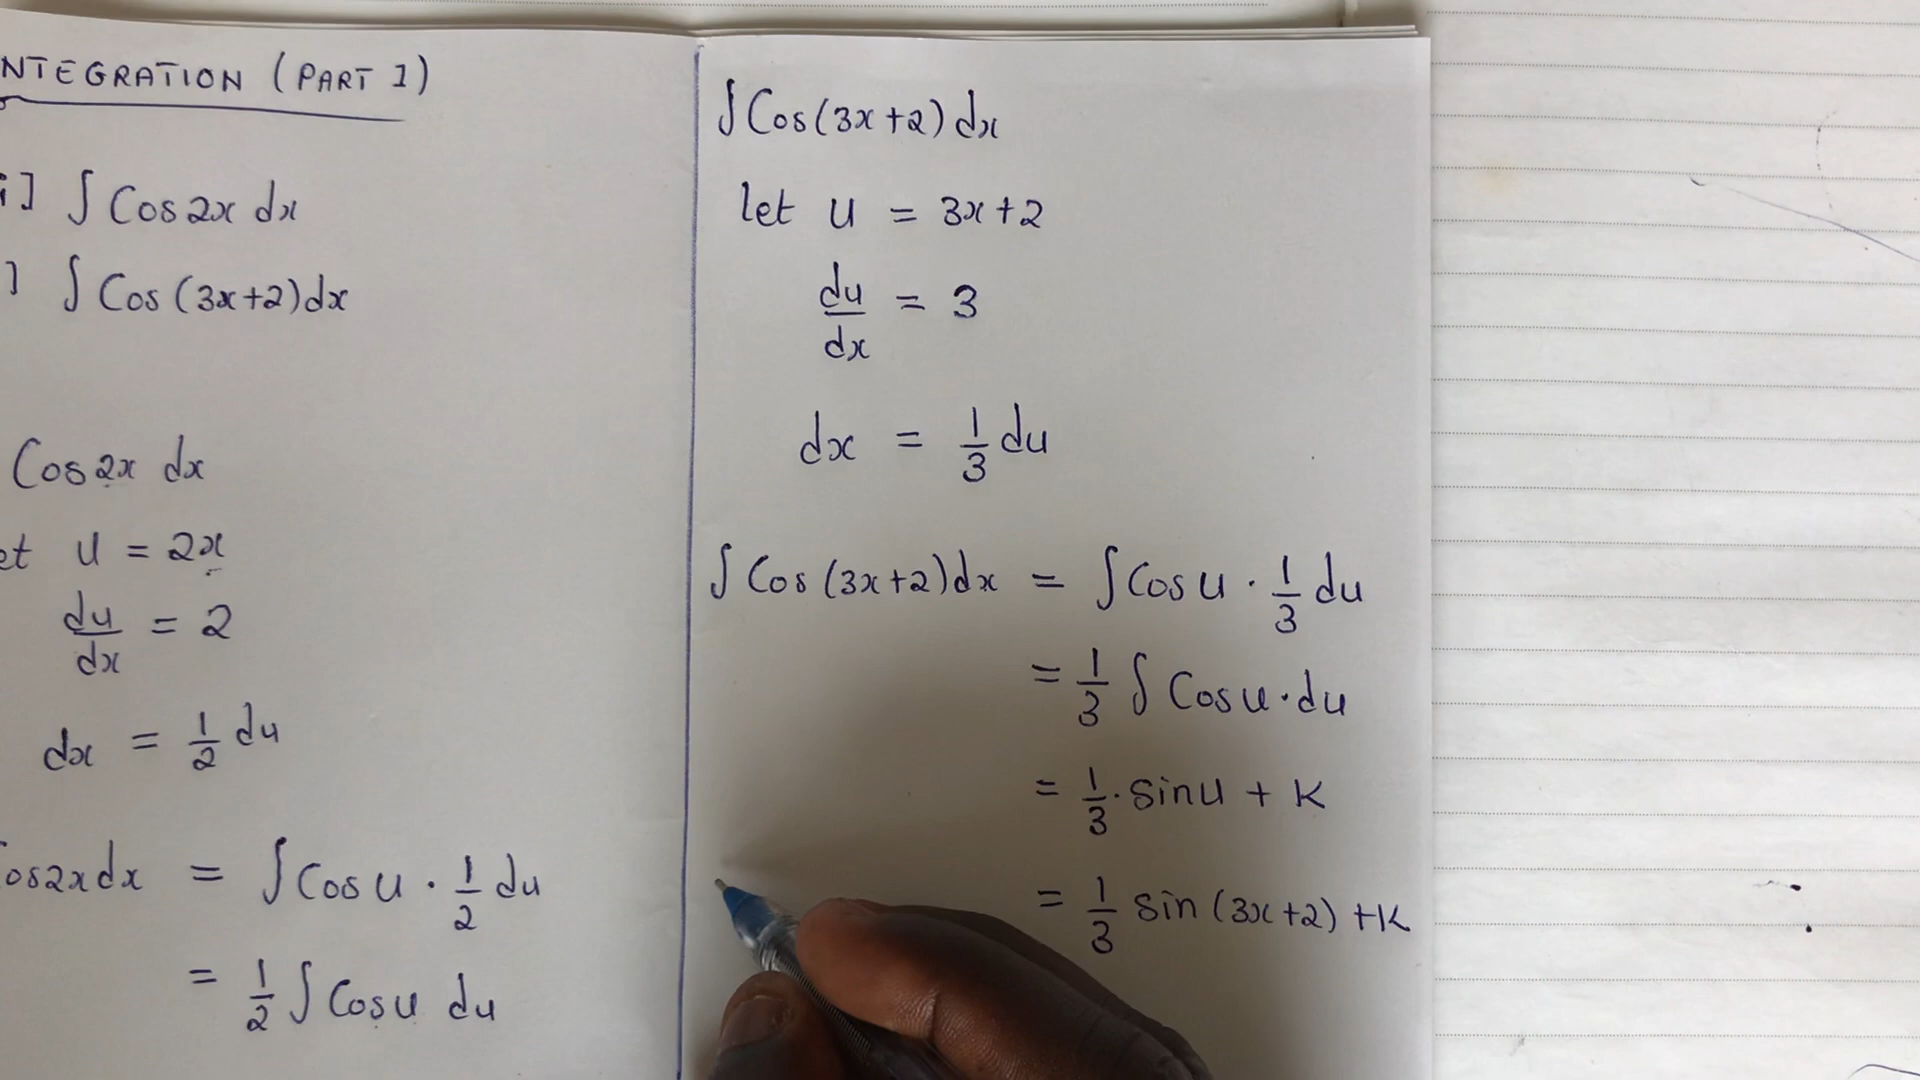 NTEGRATION (PART 1)
i] ∫ Cos 2x dx
] ∫ Cos (3x+2) dx
Cos 2x dx
et u = 2x
du/dx = 2
dx = 1/2 du
os2x dx = ∫ Cos u · 1/2 du
= 1/2 ∫ Cos u du
∫ Cos (3x+2) dx
let u = 3x+2
du/dx = 3
dx = 1/3 du
∫ Cos (3x+2) dx = ∫ Cos u · 1/3 du
= 1/3 ∫ Cos u · du
= 1/3 · sin u + K
= 1/3 sin (3x+2) + K